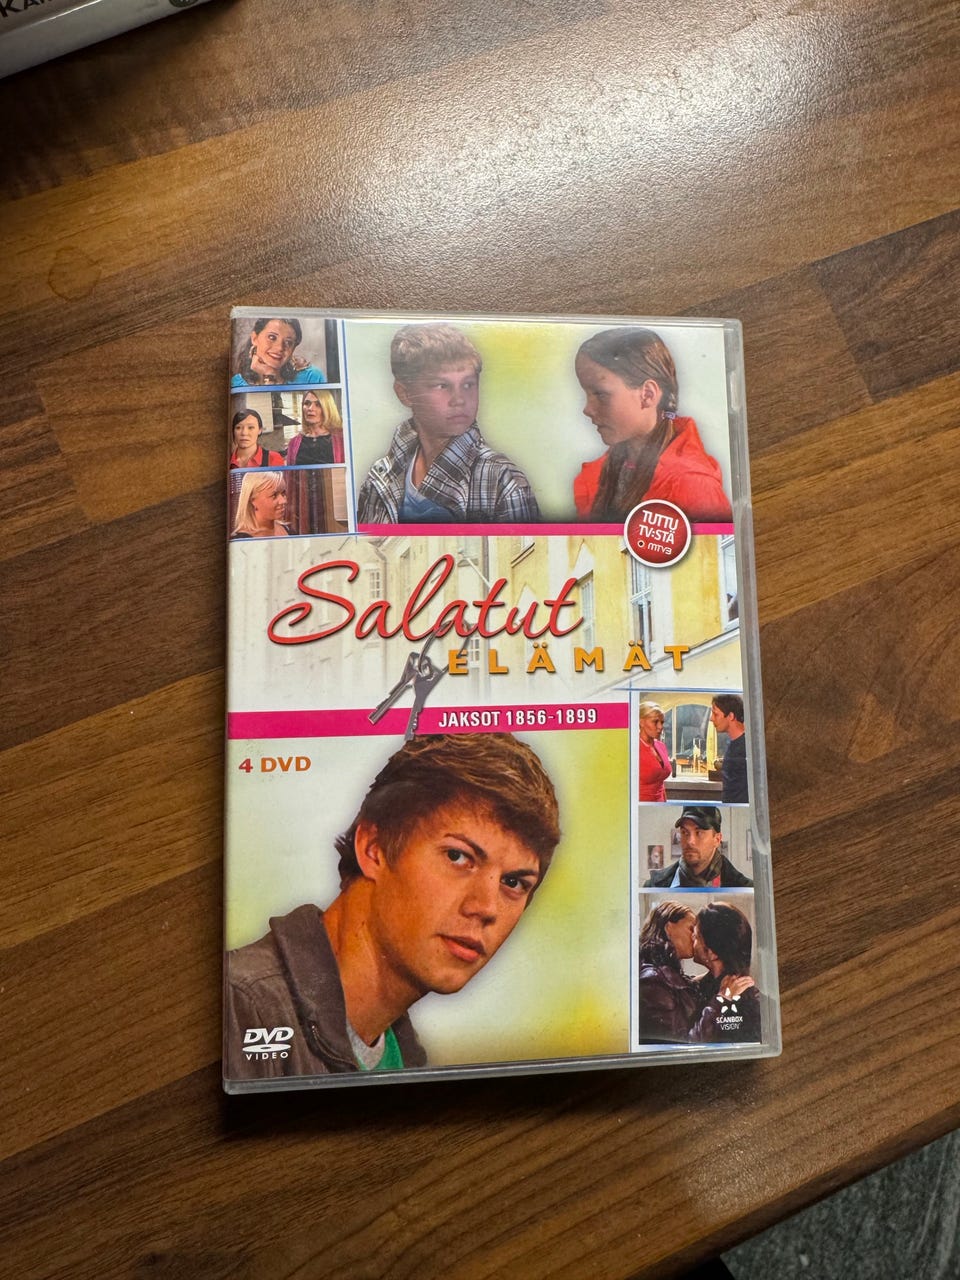 TUTTU
TV:STÄ
MTV3
Salatut
ELÄMÄT
JAKSOT 1856-1899
4 DVD
DVD
VIDEO
SCANBOX
VISION